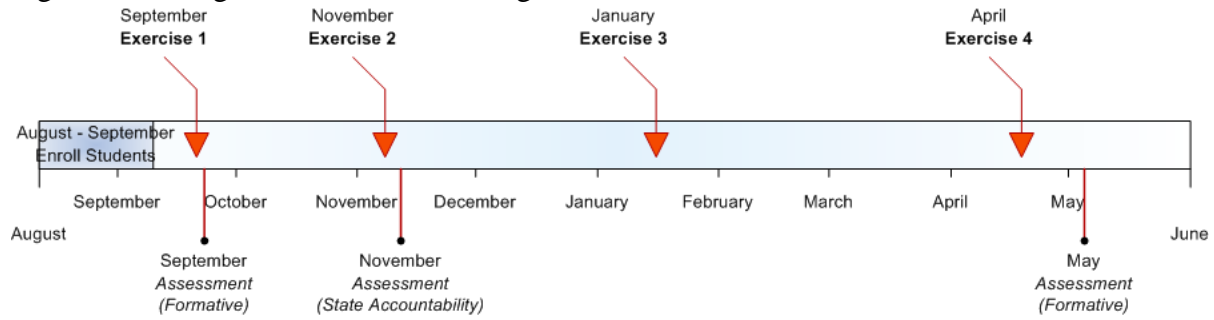 September
Exercise 1
November
Exercise 2
January
Exercise 3
April
Exercise 4
August - September
Enroll Students
September
October
November
December
January
February
March
April
May
August
June
September
Assessment
(Formative)
November
Assessment
(State Accountability)
May
Assessment
(Formative)